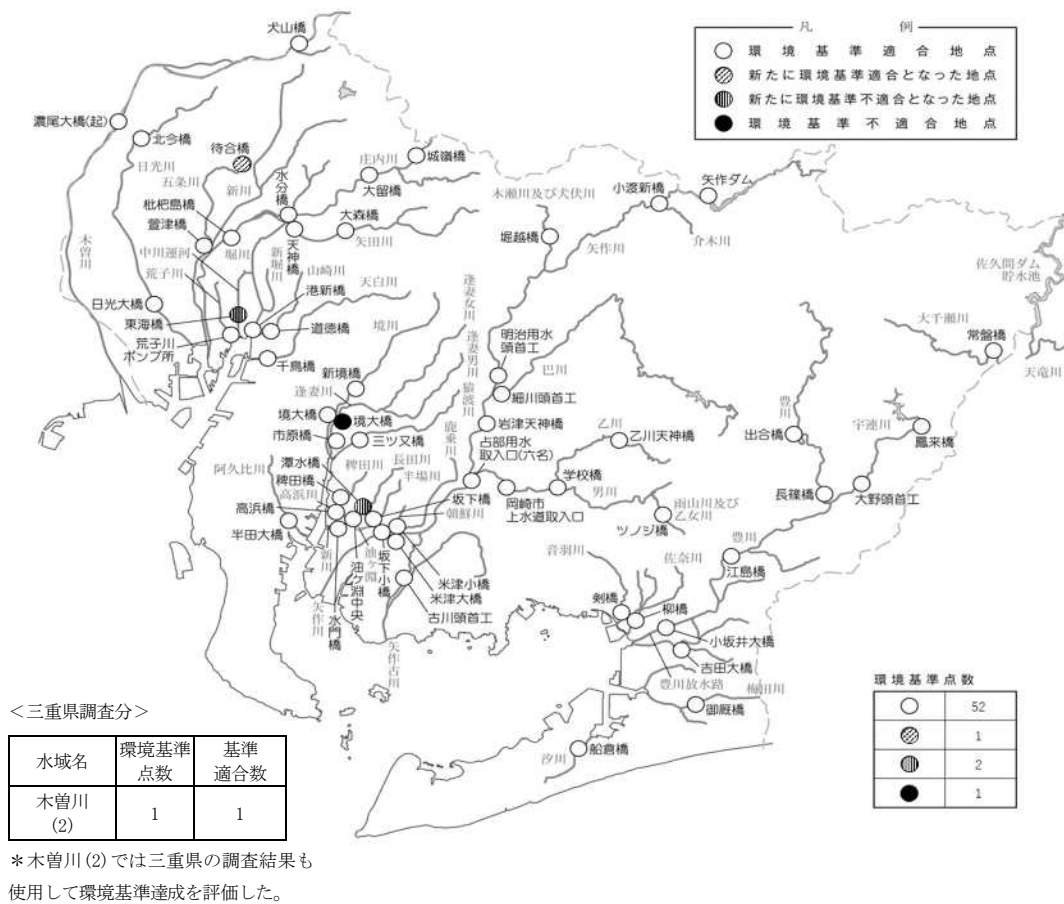 凡例
環境基準適合地点
新たに環境基準適合となった地点
新たに環境基準不適合となった地点
環境基準不適合地点
犬山橋
濃尾大橋(起)
北今橋
日光川
待合橋
五条川
新川
水分橋
庄内川
城嶺橋
大留橋
枇杷島橋
萱津橋
大森橋
矢田川
天神橋
堀川
新堀川
中川運河
荒子川
木曽川
山崎川
天白川
港新橋
日光大橋
東海橋
道徳橋
荒子川
ポンプ所
千鳥橋
境川
逢妻女川
逢妻男川
猿渡川
鹿乗川
木瀬川及び犬伏川
小渡新橋
矢作ダム
介木川
堀越橋
矢作川
佐久間ダム
貯水池
大千瀬川
常盤橋
天竜川
明治用水
頭首工
巴川
細川頭首工
岩津天神橋
占部用水
取入口(六名)
新境橋
逢妻川
境大橋
境大橋
市原橋
三ツ又橋
乙川
乙川天神橋
豊川
出合橋
宇連川
鳳来橋
長篠橋
大野頭首工
阿久比川
潭水橋
稗田川
長田川
半場川
稗田橋
高浜川
高浜橋
半田大橋
坂下橋
朝鮮川
岡崎市
上水道取入口
学校橋
男川
雨山川及び
乙女川
ツノジ橋
新川
油ヶ淵
坂下小橋
米津小橋
米津大橋
古川頭首工
油ケ淵中央
水門橋
矢作川
矢作古川
音羽川
佐奈川
豊川
江島橋
剣橋
柳橋
小坂井大橋
吉田大橋
豊川放水路
梅田川
御厩橋
船倉橋
汐川
環境基準点数
52
1
2
1
＜三重県調査分＞
水域名 環境基準点数 基準適合数
木曽川(2) 1 1
＊木曽川(2)では三重県の調査結果も
使用して環境基準達成を評価した。